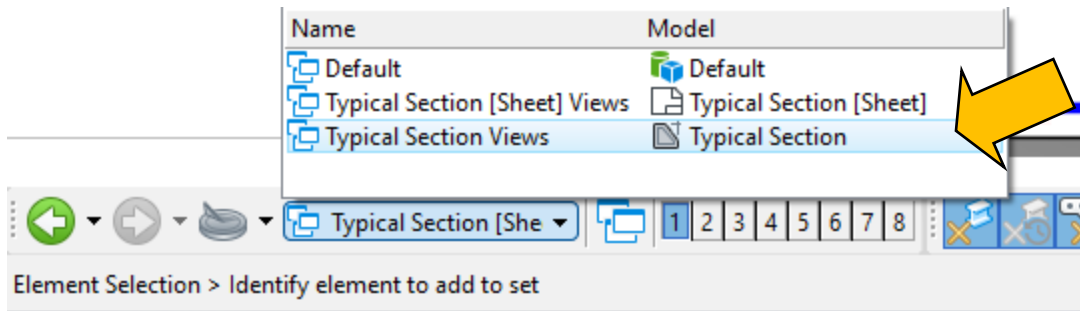 Name Model
Default Default
Typical Section [Sheet] Views Typical Section [Sheet]
Typical Section Views Typical Section
Typical Section [She 1 2 3 4 5 6 7 8
Element Selection > Identify element to add to set